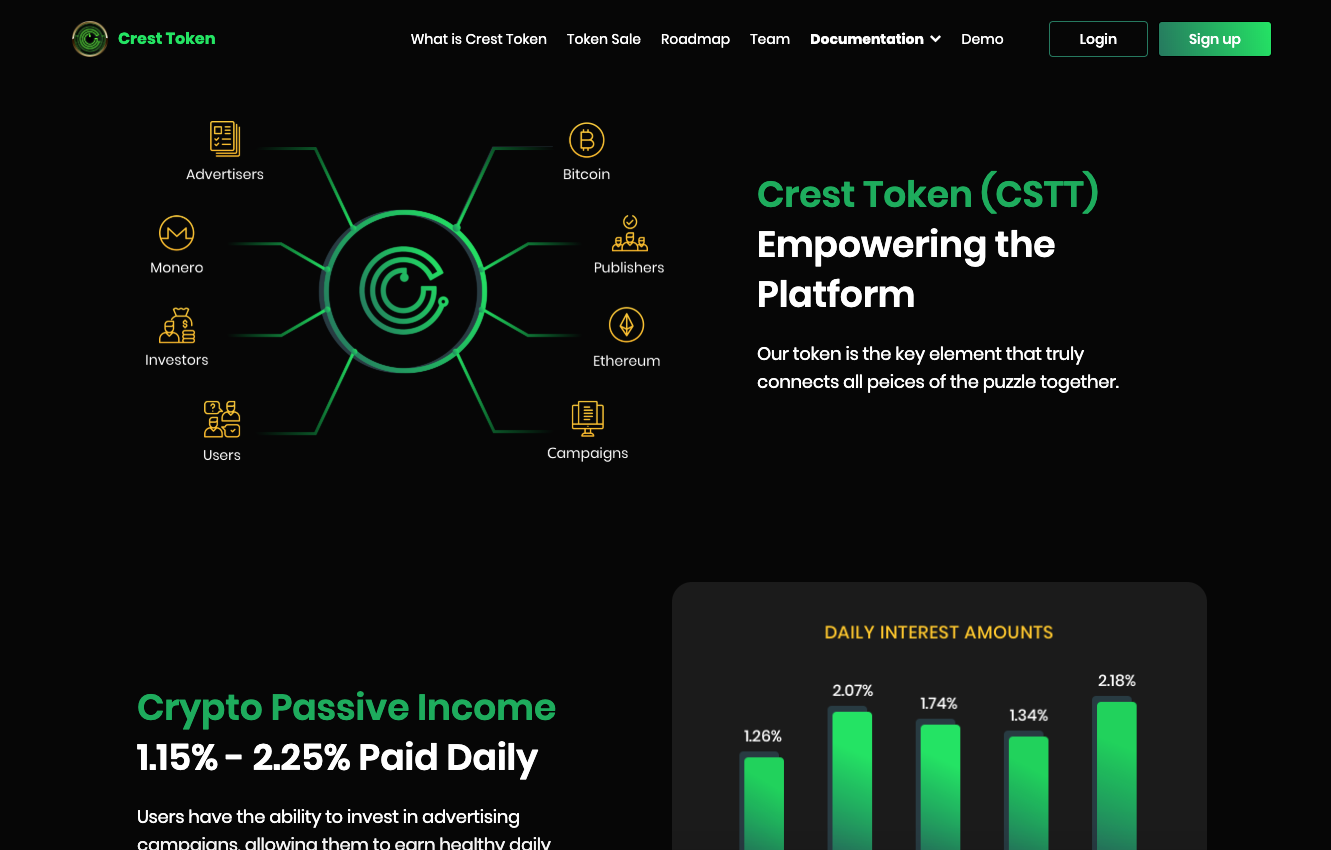 Crest Token
What is Crest Token
Token Sale
Roadmap
Team
Documentation
Demo
Login
Sign up
Advertisers
Bitcoin
Monero
Publishers
Investors
Ethereum
Users
Campaigns
Crest Token (CSTT)
Empowering the
Platform
Our token is the key element that truly
connects all peices of the puzzle together.
Crypto Passive Income
1.15% - 2.25% Paid Daily
Users have the ability to invest in advertising
campaigns, allowing them to earn healthy daily
DAILY INTEREST AMOUNTS
1.26%
2.07%
1.74%
1.34%
2.18%